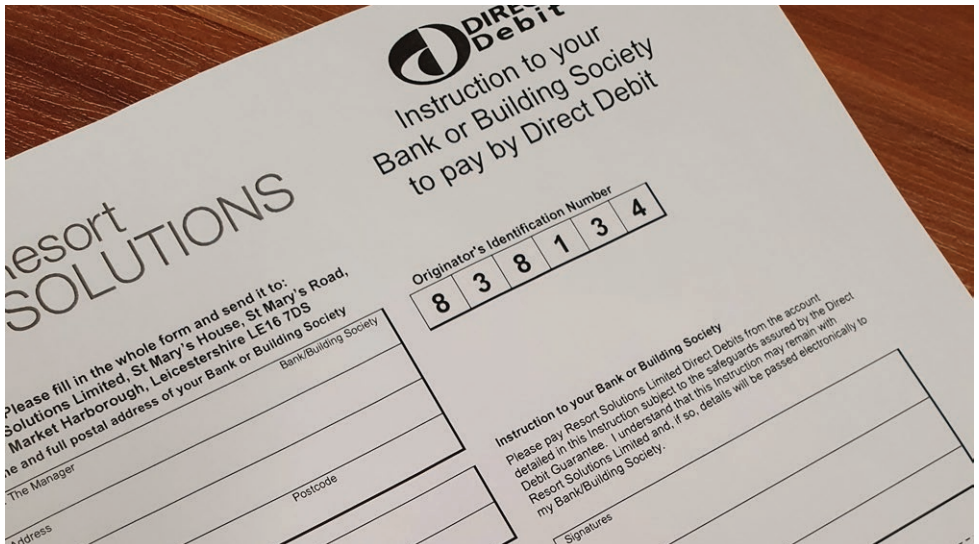 DIRECT
Debit
Instruction to your
Bank or Building Society
to pay by Direct Debit
SOLUTIONS
Originator's Identification Number
8 3 8 1 3 4
Please fill in the whole form and send it to:
Solutions Limited, St Mary's House, St Mary's Road,
Market Harborough, Leicestershire LE16 7DS
and full postal address of your Bank or Building Society
The Manager
Bank/Building Society
Address
Postcode
Instruction to your Bank or Building Society
Please pay Resort Solutions Limited Direct Debits from the account
detailed in this Instruction subject to the safeguards assured by the Direct
Debit Guarantee. I understand that this Instruction may remain with
Resort Solutions Limited and, if so, details will be passed electronically to
my Bank/Building Society.
Signatures